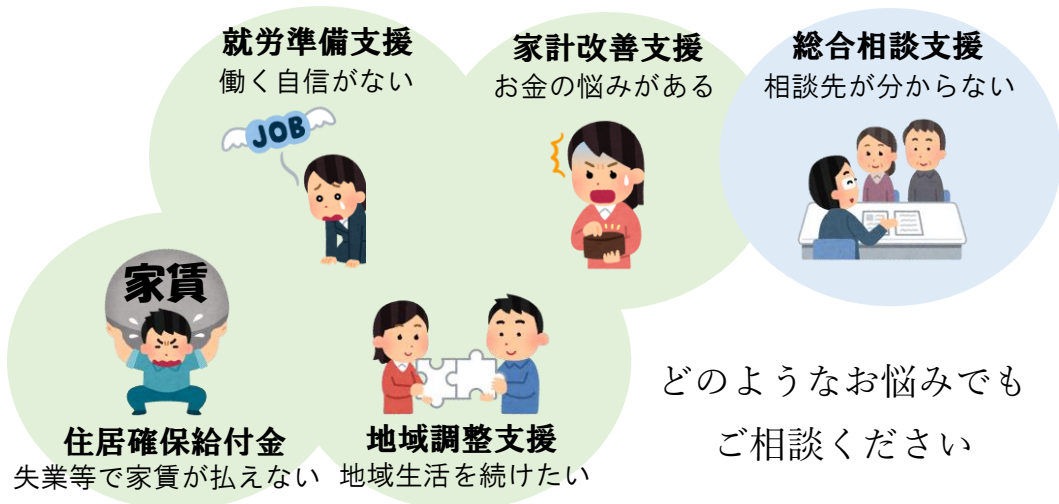 就労準備支援
働く自信がない
JOB
家計改善支援
お金の悩みがある
総合相談支援
相談先が分からない
家賃
住居確保給付金
失業等で家賃が払えない
地域調整支援
地域生活を続けたい
どのようなお悩みでも
ご相談ください